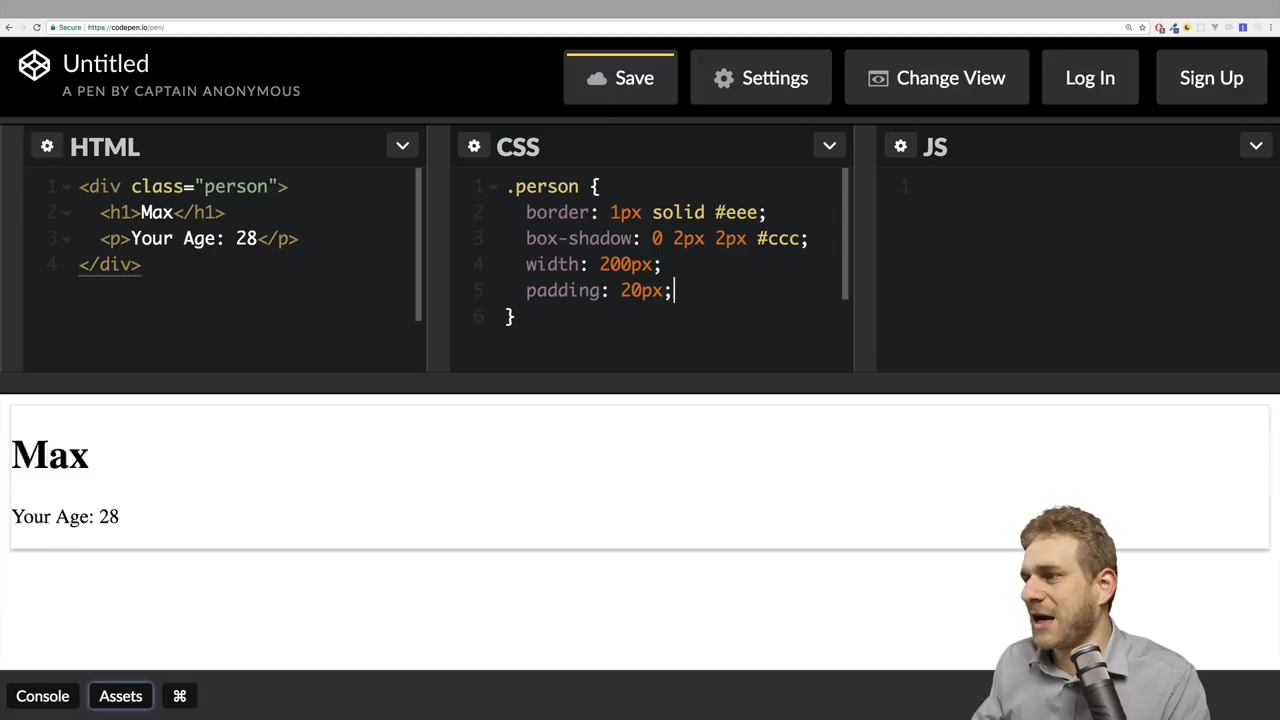 Secure https://codepen.io/pen/
Untitled
A PEN BY CAPTAIN ANONYMOUS
Save
Settings
Change View
Log In
Sign Up
HTML
1 <div class="person">
2 <h1>Max</h1>
3 <p>Your Age: 28</p>
4 </div>
CSS
1 .person {
2 border: 1px solid #eee;
3 box-shadow: 0 2px 2px #ccc;
4 width: 200px;
5 padding: 20px;
6 }
JS
1
Max
Your Age: 28
Console
Assets
⌘